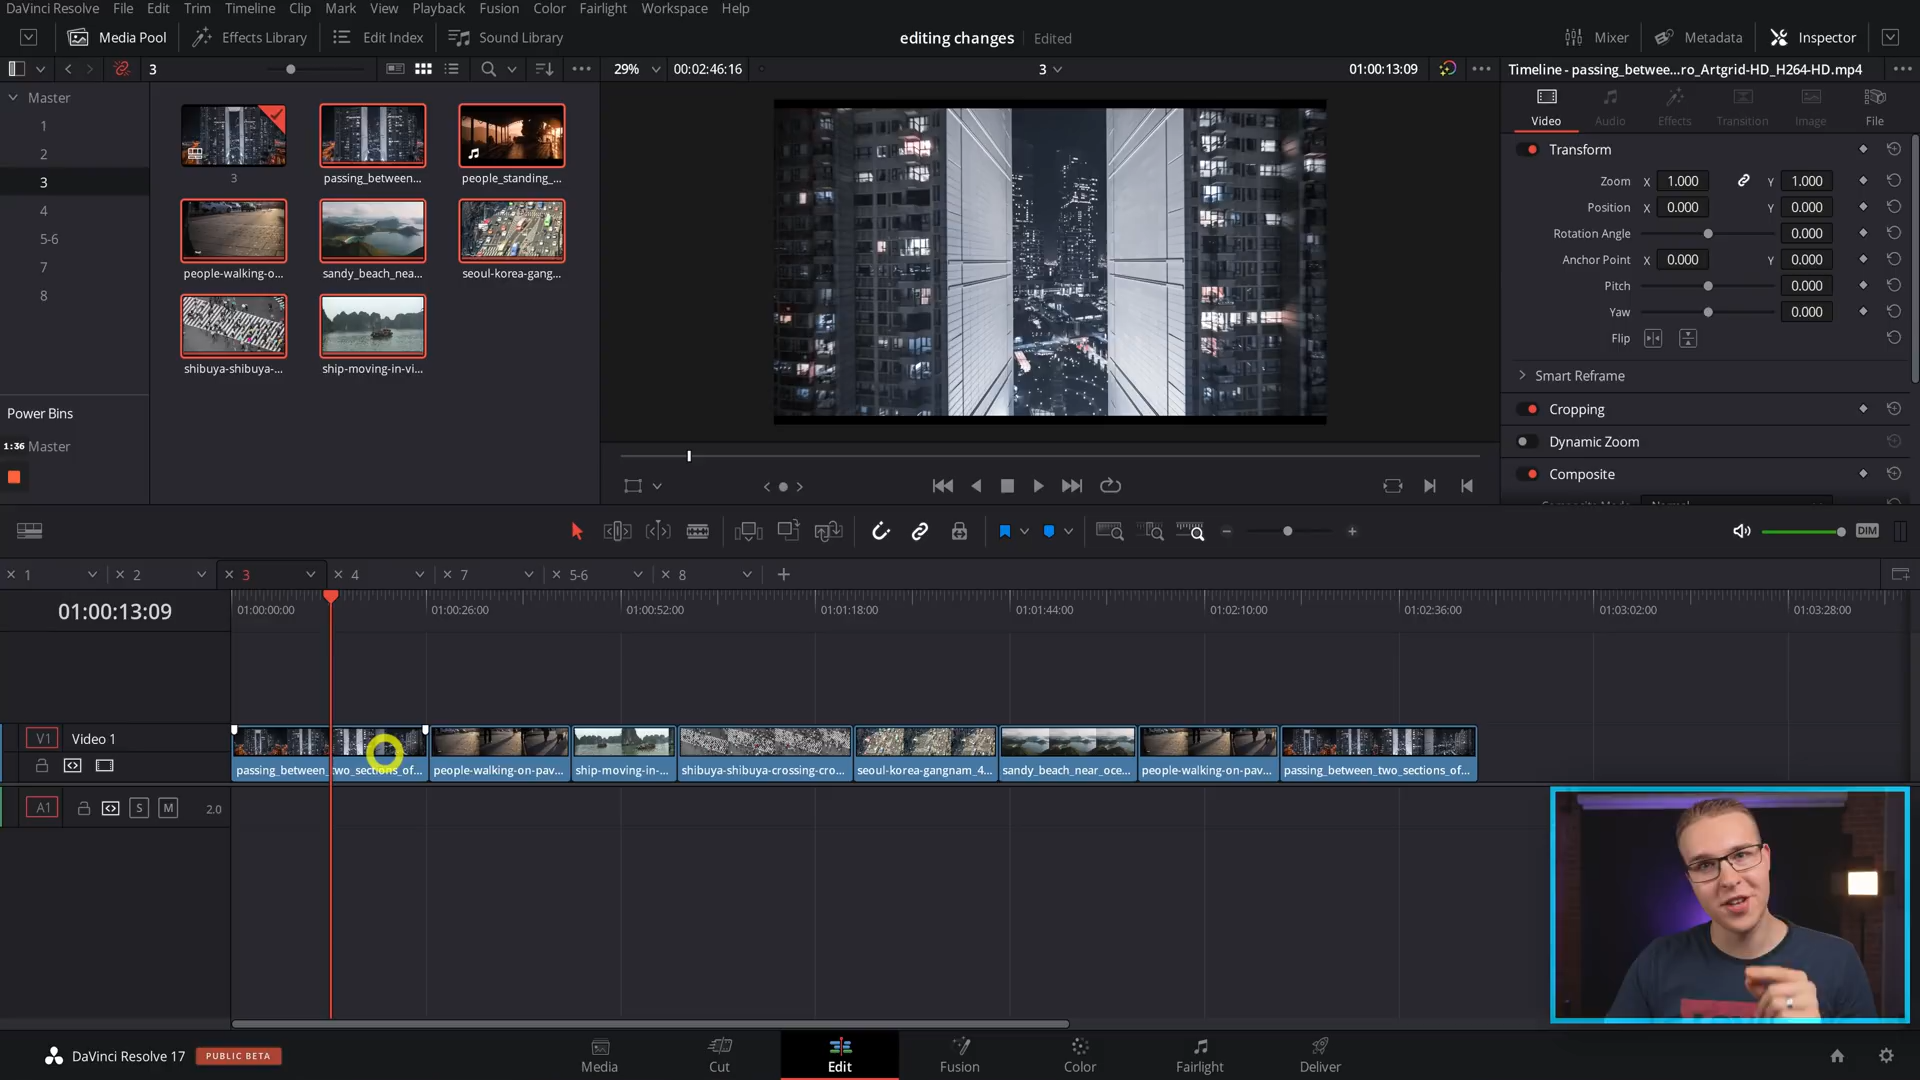 DaVinci Resolve File Edit Trim Timeline Clip Mark View Playback Fusion Color Fairlight Workspace Help
Media Pool Effects Library Edit Index Sound Library editing changes Edited Mixer Metadata Inspector
3 29% 00:02:46:16 3 01:00:13:09 Timeline - passing_betwee...ro_Artgrid-HD_H264-HD.mp4
Master
1
2
3
4
5-6
7
8
Power Bins
1:36 Master
3 passing_between... people_standing_...
people-walking-o... sandy_beach_nea... seoul-korea-gang...
shibuya-shibuya-... ship-moving-in-vi...
Video Audio Effects Transition Image File
Transform
Zoom X 1.000 Y 1.000
Position X 0.000 Y 0.000
Rotation Angle 0.000
Anchor Point X 0.000 Y 0.000
Pitch 0.000
Yaw 0.000
Flip
Smart Reframe
Cropping
Dynamic Zoom
Composite
DIM
1 2 3 4 7 5-6 8
01:00:13:09 01:00:00:00 01:00:26:00 01:00:52:00 01:01:18:00 01:01:44:00 01:02:10:00 01:02:36:00 01:03:02:00 01:03:28:00
V1 Video 1
passing_between_two_sections_of... people-walking-on-pav... ship-moving-in-... shibuya-shibuya-crossing-cro... seoul-korea-gangnam_4... sandy_beach_near_oce... people-walking-on-pav... passing_between_two_sections_of...
A1 S M 2.0
DaVinci Resolve 17 PUBLIC BETA
Media Cut Edit Fusion Color Fairlight Deliver